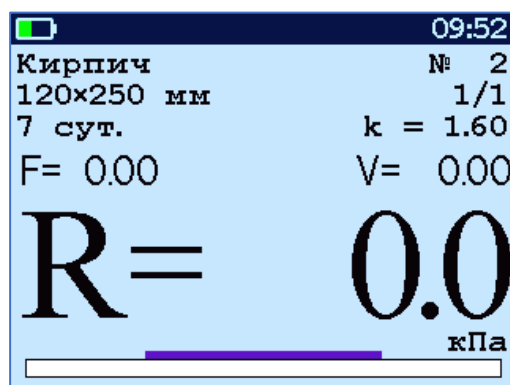 09:52
Кирпич № 2
120×250 мм 1/1
7 сут. k = 1.60
F= 0.00 V= 0.00
R= 0.0
кПа